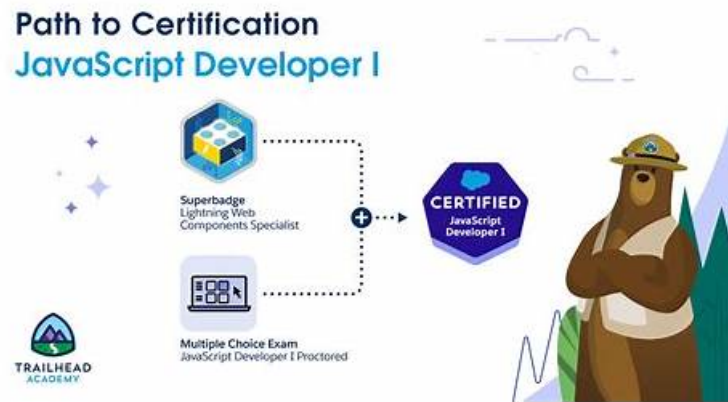 Path to Certification
JavaScript Developer I
Superbadge
Lightning Web
Components Specialist
CERTIFIED
JavaScript
Developer I
Multiple Choice Exam
JavaScript Developer I Proctored
TRAILHEAD
ACADEMY